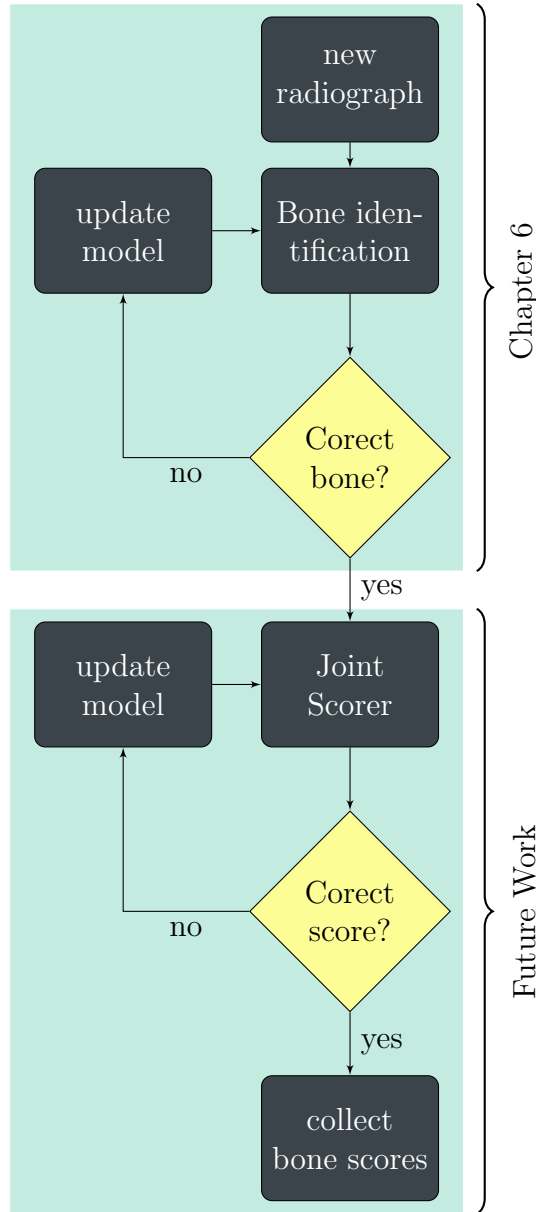 new
radiograph
update
model
Bone iden-
tification
Chapter 6
Corect
bone?
no
yes
update
model
Joint
Scorer
Corect
score?
no
Future Work
yes
collect
bone scores